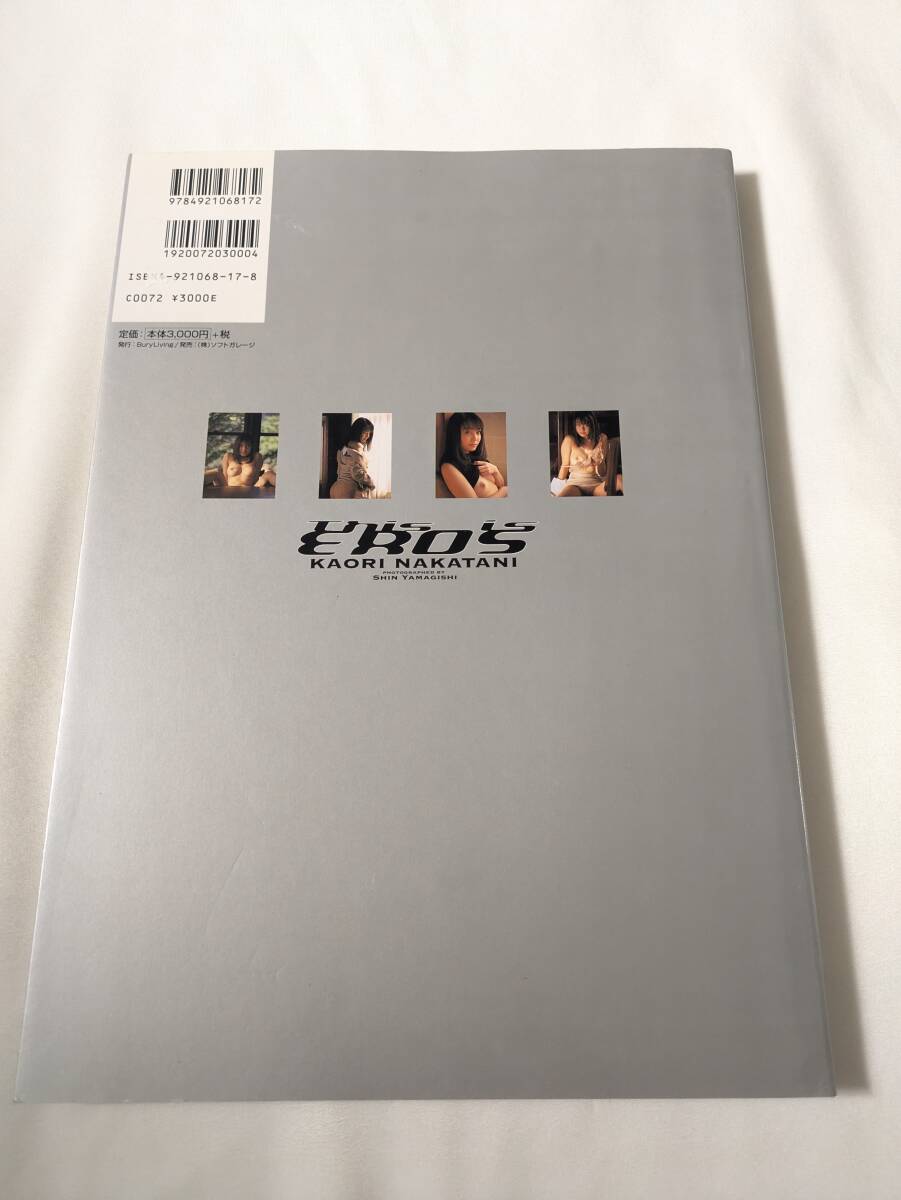 9784921068172
1920072030004
-921068-17-8
C0072 ¥3000E
定価：本体3,000円+税
発行：BuryLiving/発売：(株)ソフトガレージ
This is
EROS
KAORI NAKATANI
PHOTOGRAPHED BY
SHIN YAMAGISHI